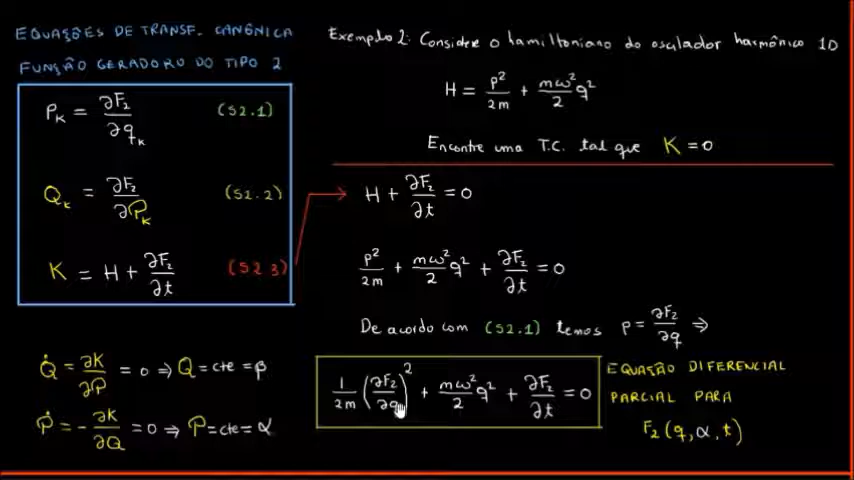 EQUAÇÕES DE TRANSF. CANÔNICA
FUNÇÃO GERADORO DO TIPO 2
P_K = ∂F₂/∂q_K (S2.1)
Q_K = ∂F₂/∂P_K (S2.2)
K = H + ∂F₂/∂t (S2.3)
Q̇ = ∂K/∂P = 0 ⇒ Q = cte = β
Ṗ = -∂K/∂Q = 0 ⇒ P = cte = α
Exemplo 2: Considere o hamiltoniano do osculador harmônico 1D
H = p²/2m + mω²/2 q²
Encontre uma T.C. tal que K = 0
H + ∂F₂/∂t = 0
p²/2m + mω²/2 q² + ∂F₂/∂t = 0
De acordo com (S2.1) temos p = ∂F₂/∂q ⇒
1/2m (∂F₂/∂q)² + mω²/2 q² + ∂F₂/∂t = 0
EQUAÇÃO DIFERENCIAL
PARCIAL PARA
F₂(q, α, t)